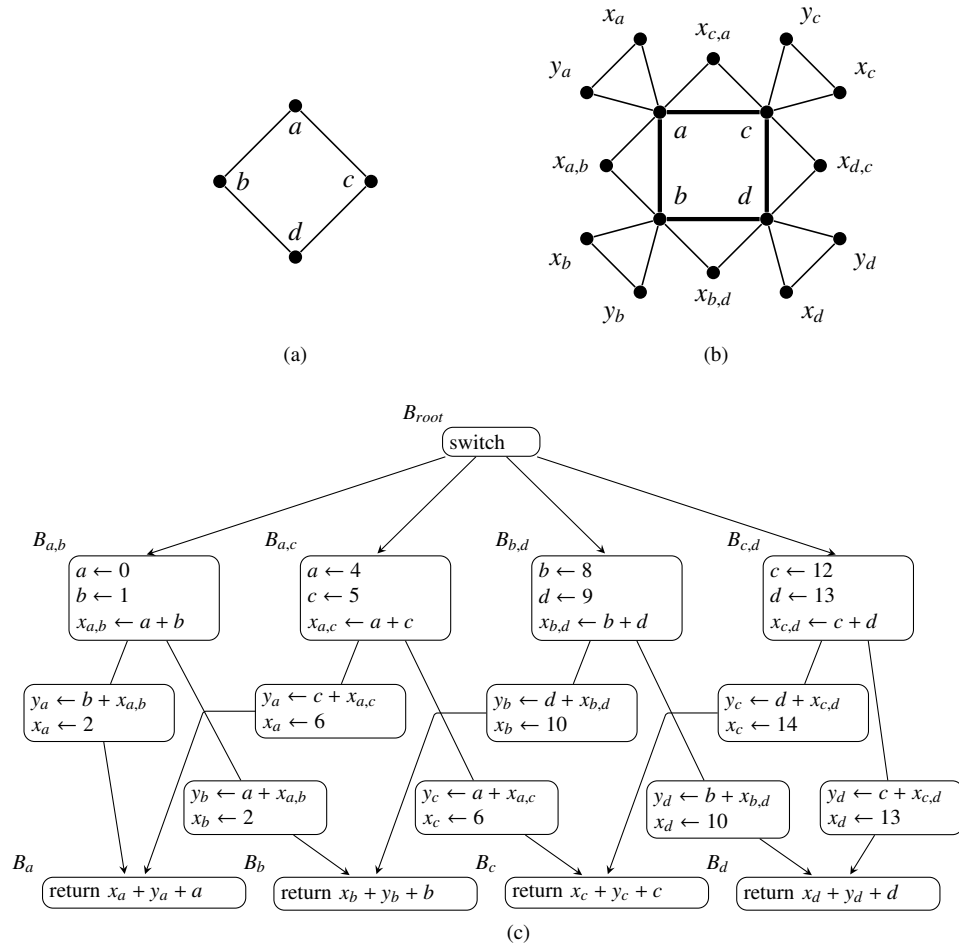 a
b
c
d
(a)
x_a
x_{c,a}
y_c
y_a
x_c
a
c
x_{a,b}
x_{d,c}
b
d
x_b
y_d
y_b
x_{b,d}
x_d
(b)
B_{root}
switch
B_{a,b}
a ← 0
b ← 1
x_{a,b} ← a + b
B_{a,c}
a ← 4
c ← 5
x_{a,c} ← a + c
B_{b,d}
b ← 8
d ← 9
x_{b,d} ← b + d
B_{c,d}
c ← 12
d ← 13
x_{c,d} ← c + d
y_a ← b + x_{a,b}
x_a ← 2
y_a ← c + x_{a,c}
x_a ← 6
y_b ← d + x_{b,d}
x_b ← 10
y_c ← d + x_{c,d}
x_c ← 14
y_b ← a + x_{a,b}
x_b ← 2
y_c ← a + x_{a,c}
x_c ← 6
y_d ← b + x_{b,d}
x_d ← 10
y_d ← c + x_{c,d}
x_d ← 13
B_a
return x_a + y_a + a
B_b
return x_b + y_b + b
B_c
return x_c + y_c + c
B_d
return x_d + y_d + d
(c)